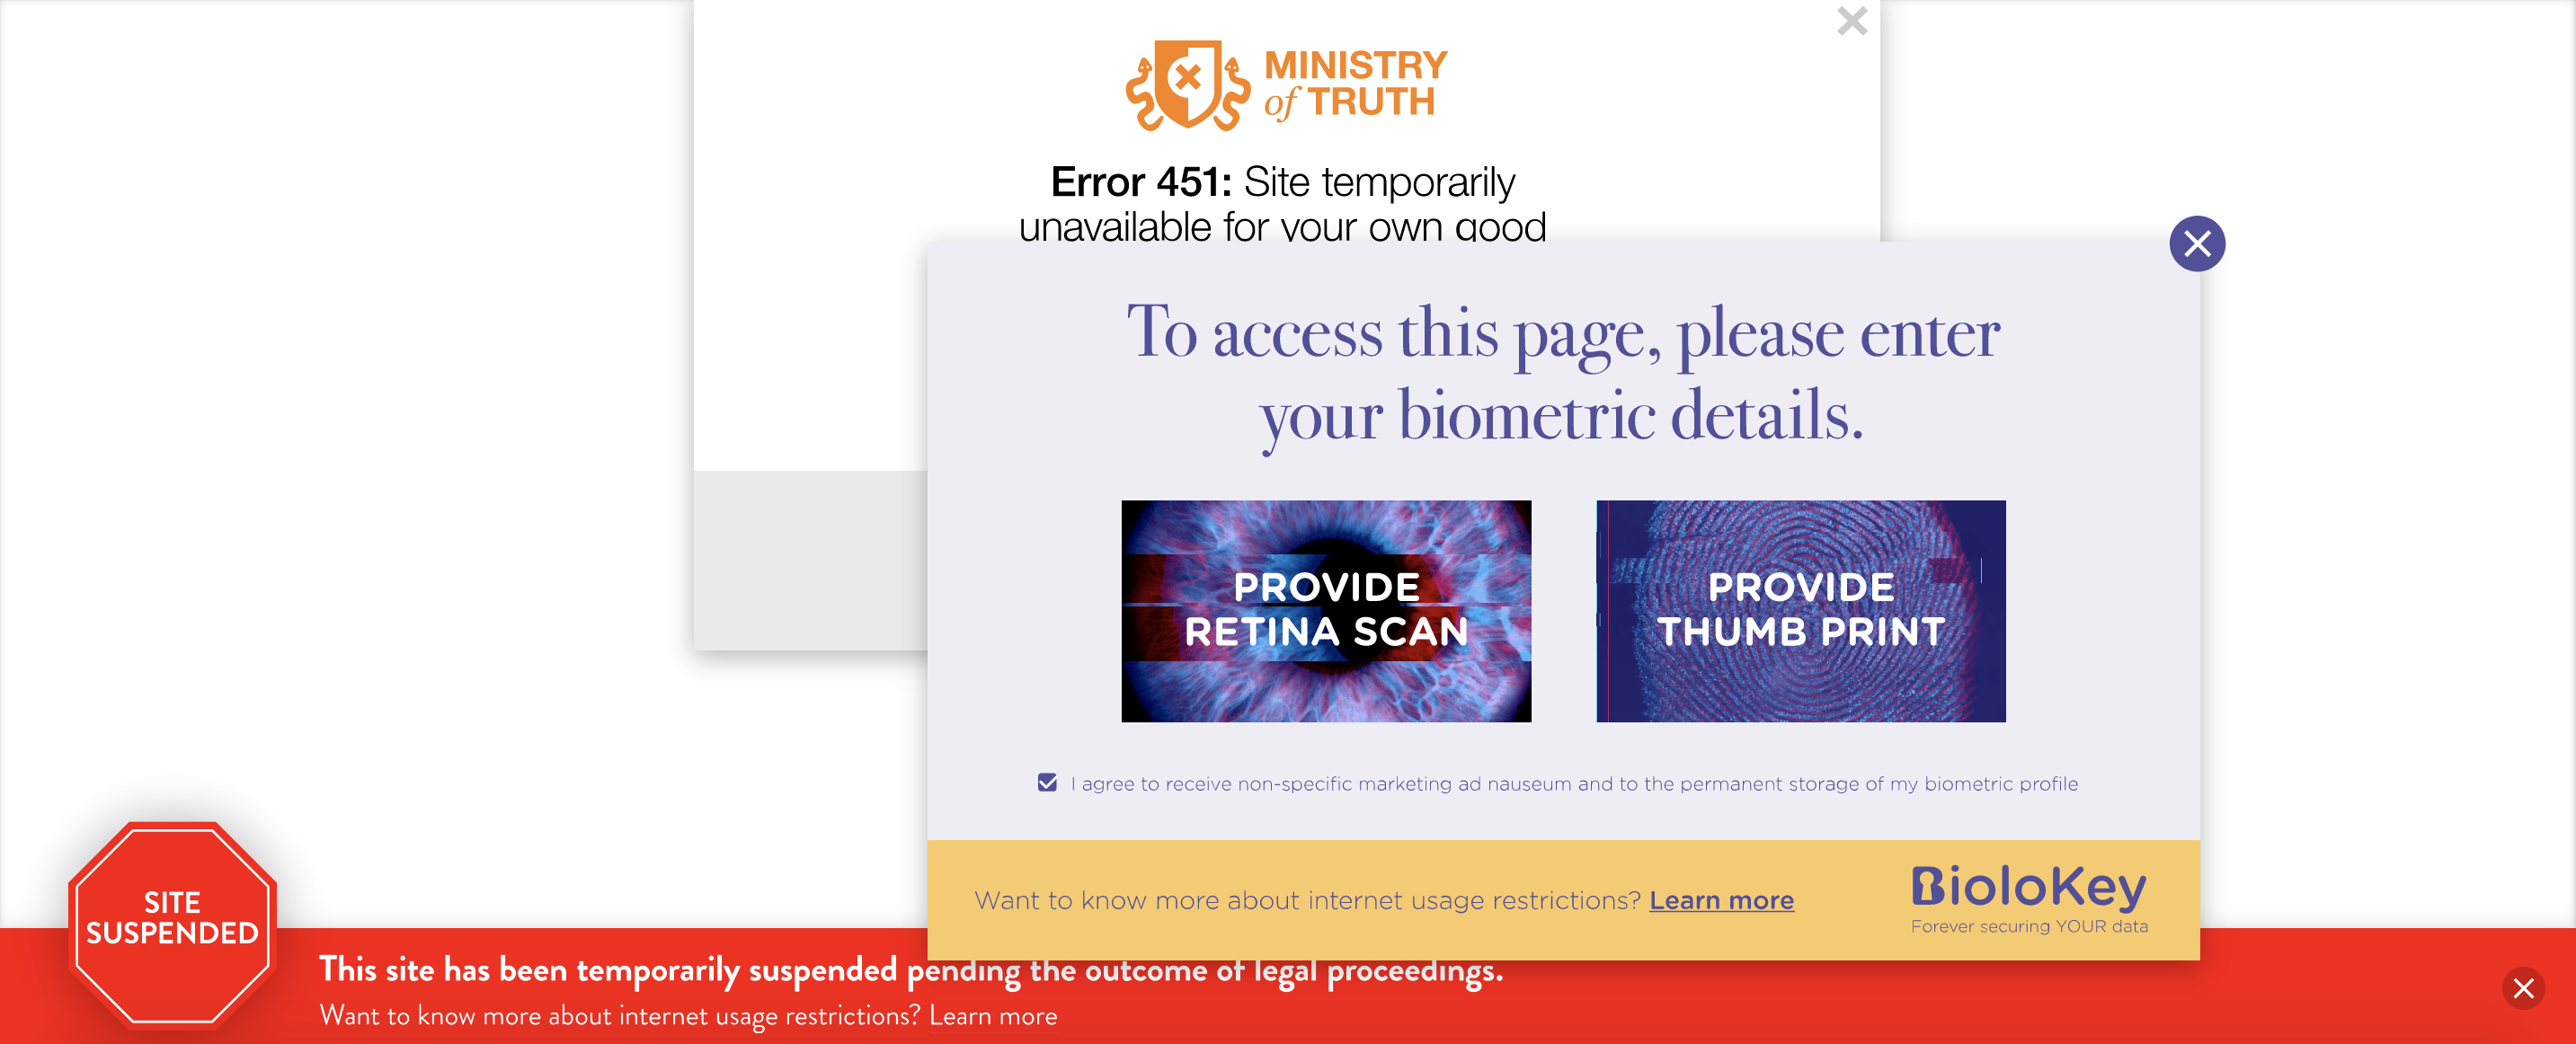 MINISTRY
of TRUTH
Error 451: Site temporarily
unavailable for your own good
To access this page, please enter
your biometric details.
PROVIDE
RETINA SCAN
PROVIDE
THUMB PRINT
I agree to receive non-specific marketing ad nauseum and to the permanent storage of my biometric profile
Want to know more about internet usage restrictions? Learn more
BioloKey
Forever securing YOUR data
SITE
SUSPENDED
This site has been temporarily suspended pending the outcome of legal proceedings.
Want to know more about internet usage restrictions? Learn more